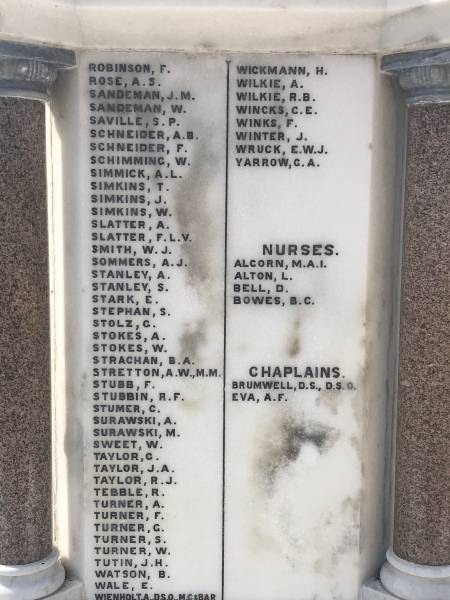 ROBINSON, F.
ROSE, A.S.
SANDEMAN, J.M.
SANDEMAN, W.
SAVILLE, S.P.
SCHNEIDER, A.B.
SCHNEIDER, F.
SCHIMMING, W.
SIMMICK, A.L.
SIMKINS, T.
SIMKINS, J.
SIMKINS, W.
SLATTER, A.
SLATTER, F.L.V.
SMITH, W.J.
SOMMERS, A.J.
STANLEY, A.
STANLEY, S.
STARK, E.
STEPHAN, S.
STOLZ, G.
STOKES, A.
STOKES, W.
STRACHAN, B.A.
STRETTON, A.W., M.M.
STUBB, F.
STUBBIN, R.F.
STUMER, C.
SURAWSKI, A.
SURAWSKI, M.
SWEET, W.
TAYLOR, G.
TAYLOR, J.A.
TAYLOR, R.J.
TEBBLE, R.
TURNER, A.
TURNER, F.
TURNER, G.
TURNER, S.
TURNER, W.
TUTIN, J.H.
WATSON, B.
WALE, E.
WIENHOLT, A., D.S.O., M.C. & BAR
WICKMANN, H.
WILKIE, A.
WILKIE, R.B.
WINCKS, C.E.
WINKS, F.
WINTER, J.
WRUCK, E.W.J.
YARROW, G.A.
NURSES.
ALCORN, M.A.I.
ALTON, L.
BELL, D.
BOWES, B.C.
CHAPLAINS.
BRUMWELL, D.S., D.S.O.
EVA, A.F.